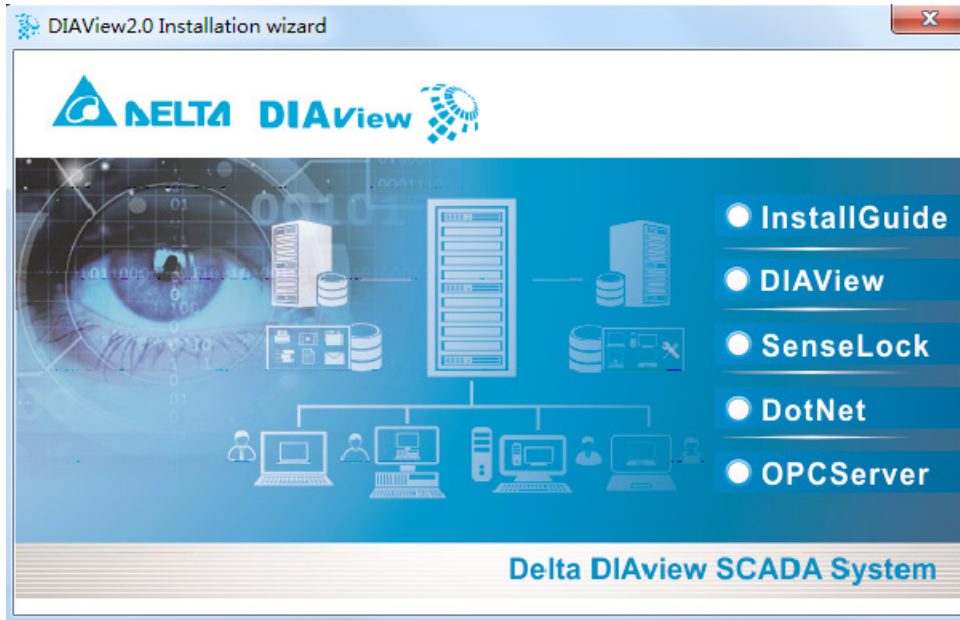 DIAView2.0 Installation wizard
DELTA DIAView
InstallGuide
DIAView
SenseLock
DotNet
OPCServer
Delta DIAview SCADA System